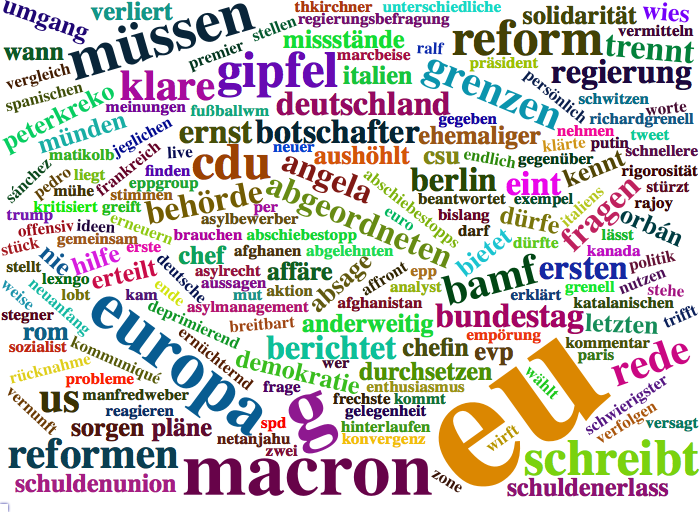 umgang
verliert
thkirchner
unterschiedliche
wies
wann
müssen
stellen
regierungsbefragung
solidarität
vermitteln
premier
missstände
ralf
reform
trennt
vergleich
klare
gipfel
marcbeise
italien
präsident
regierung
spanischen
grenzen
persönlich
peterkreko
meinungen
fußballwm
deutschland
schwitzen
worte
münden
jeglichen
ernst
botschafter
gegeben
ehemaliger
nehmen
richardgrenell
tweet
matikolb
live
neuer
klärte
putin
schnellere
sánchez
pedro
liegt
frankreich
finden
cdu
angela
aushöhlt
csu
endlich
gegenüber
kennt
rigorosität
mühe
eppgroup
stimmen
behörde
abgeordneten
abschiebestopps
berlin
eint
stürzt
trump
kritisiert
greift
per
euro
beantwortet
exempel
italiens
fragen
rajoy
offensiv
ideen
erneuern
asylbewerber
bislang
dürfe
orbán
stück
gemeinsam
erste
brauchen
abschiebestopp
darf
bietet
dürfte
lässt
nie
hilfe
chef
afghanen
abgelehnten
kanada
stellt
erteilt
deutsche
asylrecht
affäre
absage
affront
epp
bamf
ersten
politik
lexngo
aussagen
analyst
grenell
nutzen
weise
neuanfang
lobt
kam
ende
mut
aktion
afghanistan
erklärt
katalanischen
stehe
stegner
asylmanagement
bundestag
trifft
rom
europa
deprimierend
breitbart
anderweitig
empörung
letzten
sozialist
kommuniqué
ernüchternd
berichtet
chefin
evp
kommentar
rücknahme
wer
paris
probleme
demokratie
durchsetzen
rede
us
manfredweber
frage
enthusiasmus
wählt
schwierigster
vernunft
reagieren
g
frechste
kommt
eu
verfolgen
sorgen
pläne
spd
gelegenheit
versagt
netanjahu
hinterlaufen
wirft
reformen
zwei
konvergenz
schreibt
schuldenunion
macron
zone
schuldenerlass